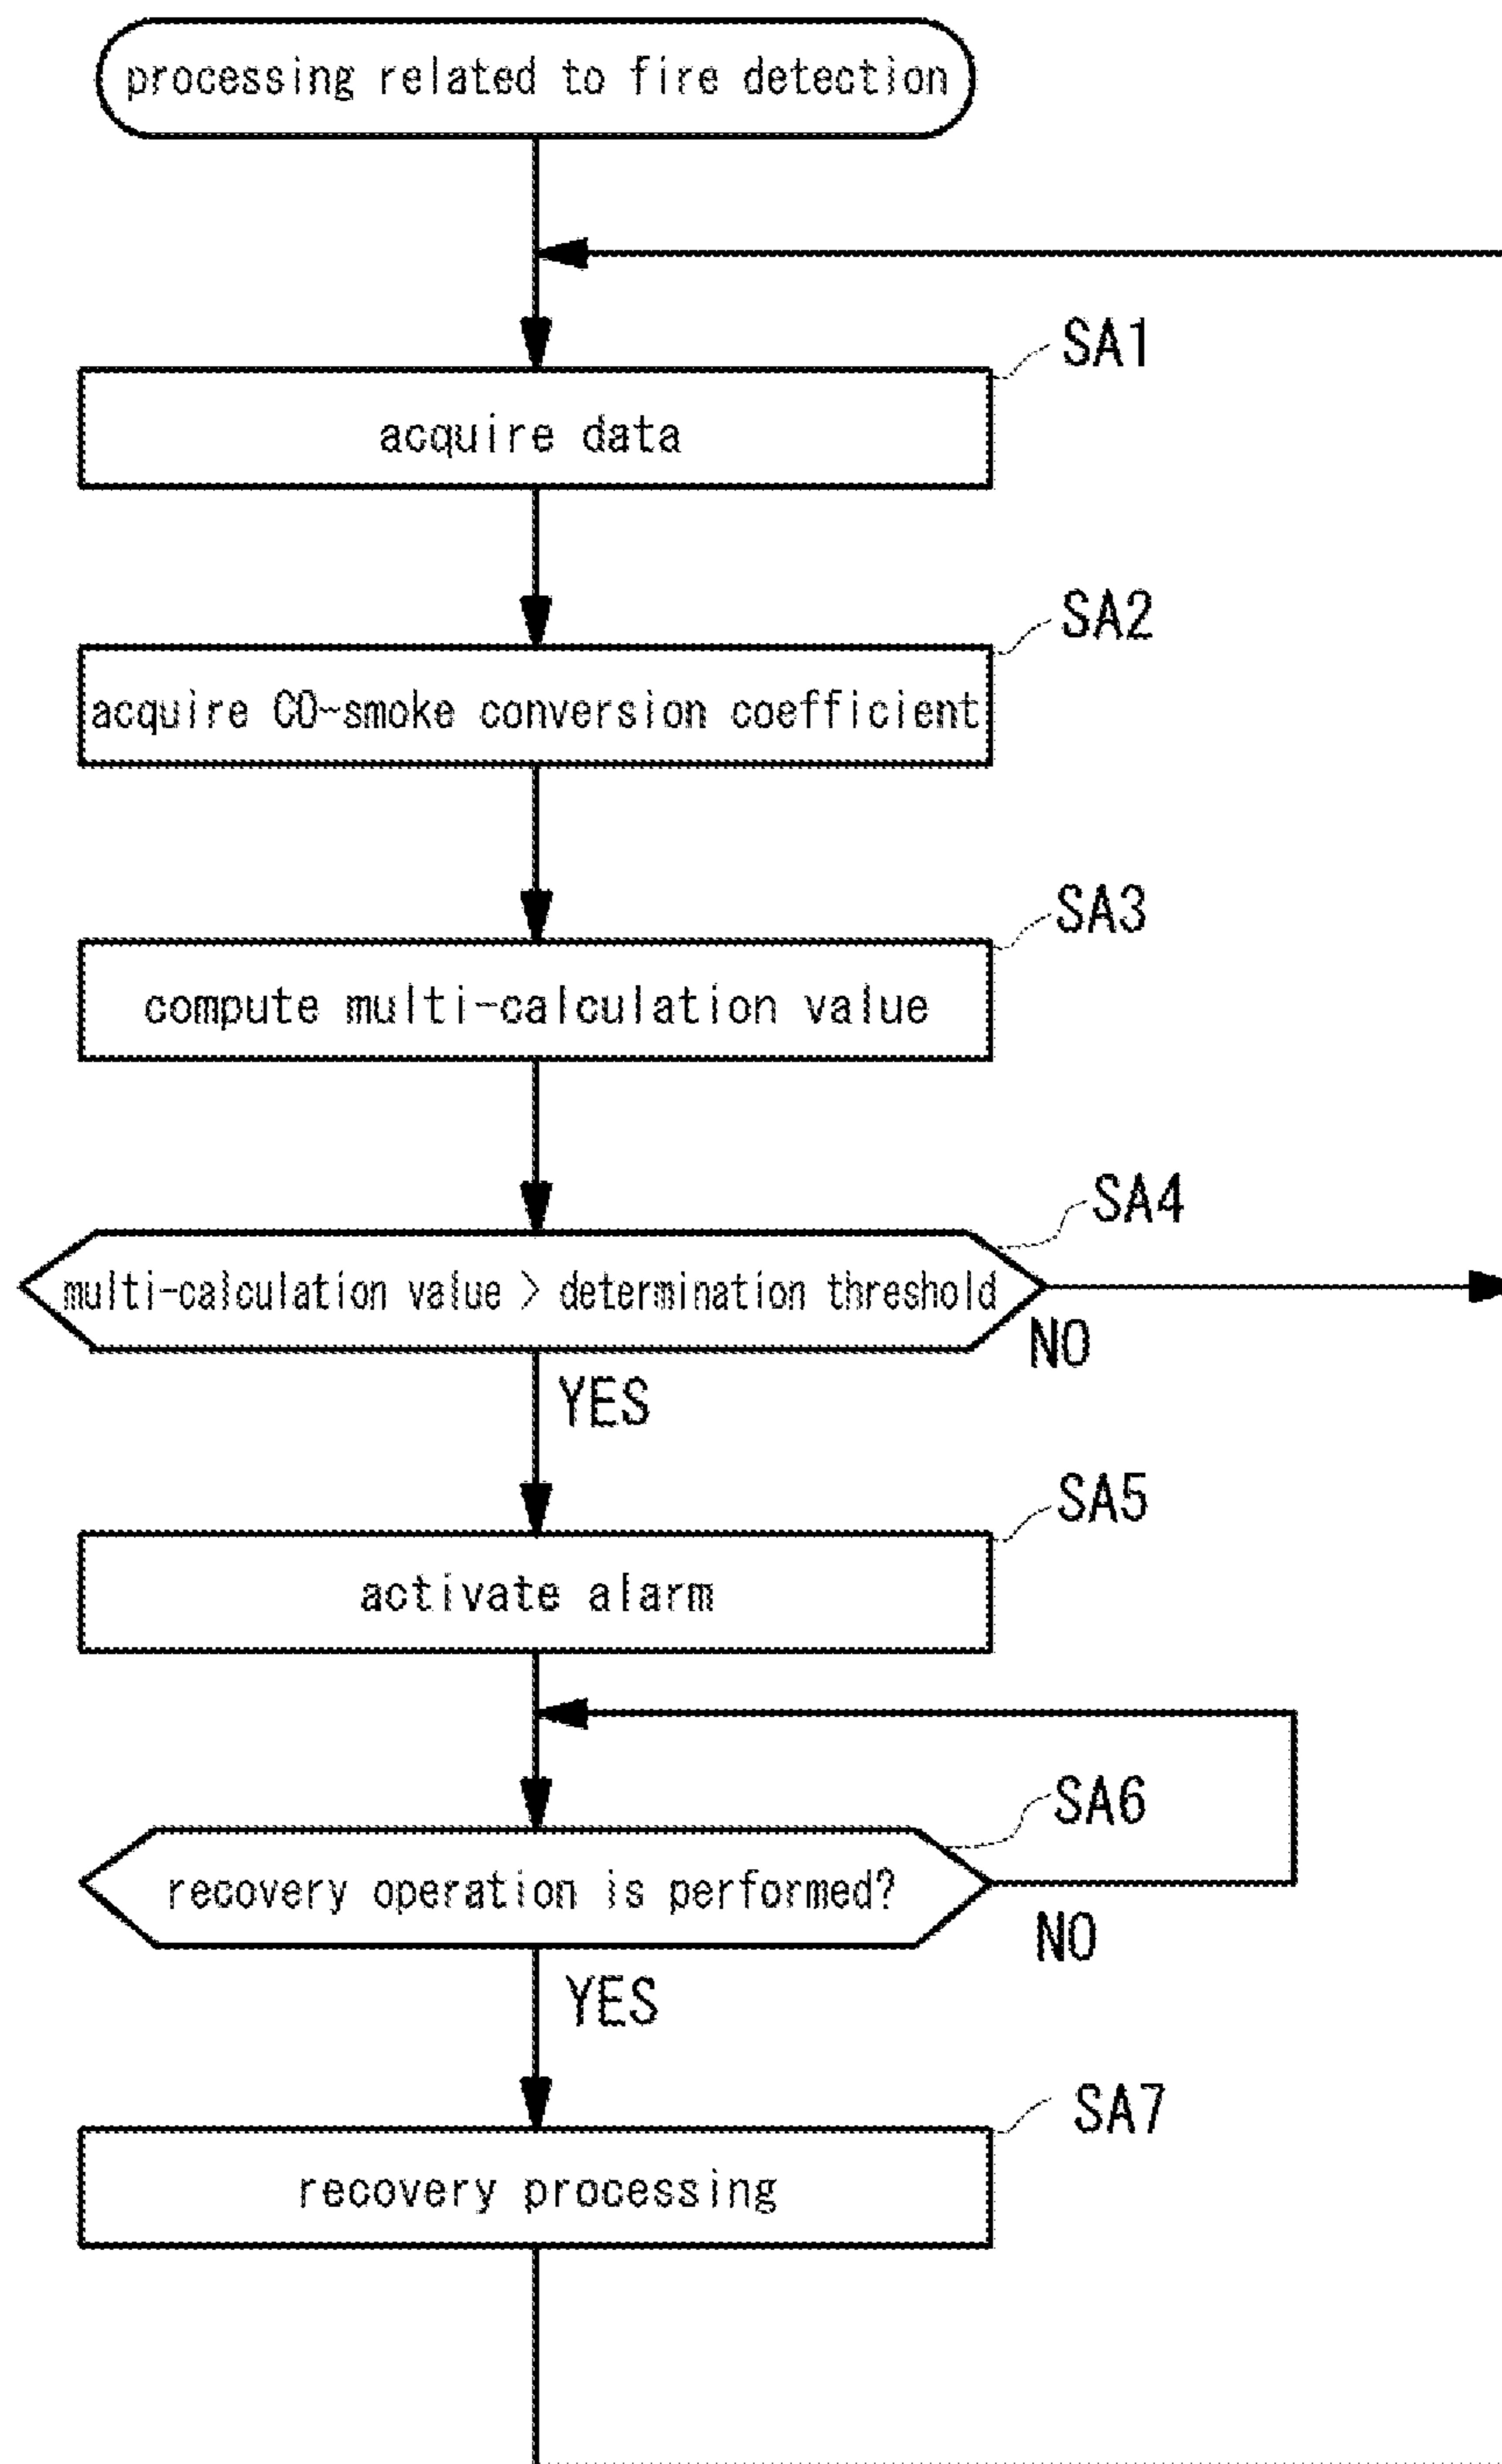 processing related to fire detection
SA1
acquire data
SA2
acquire CO-smoke conversion coefficient
SA3
compute multi-calculation value
SA4
multi-calculation value > determination threshold
NO
YES
SA5
activate alarm
SA6
recovery operation is performed?
NO
YES
SA7
recovery processing